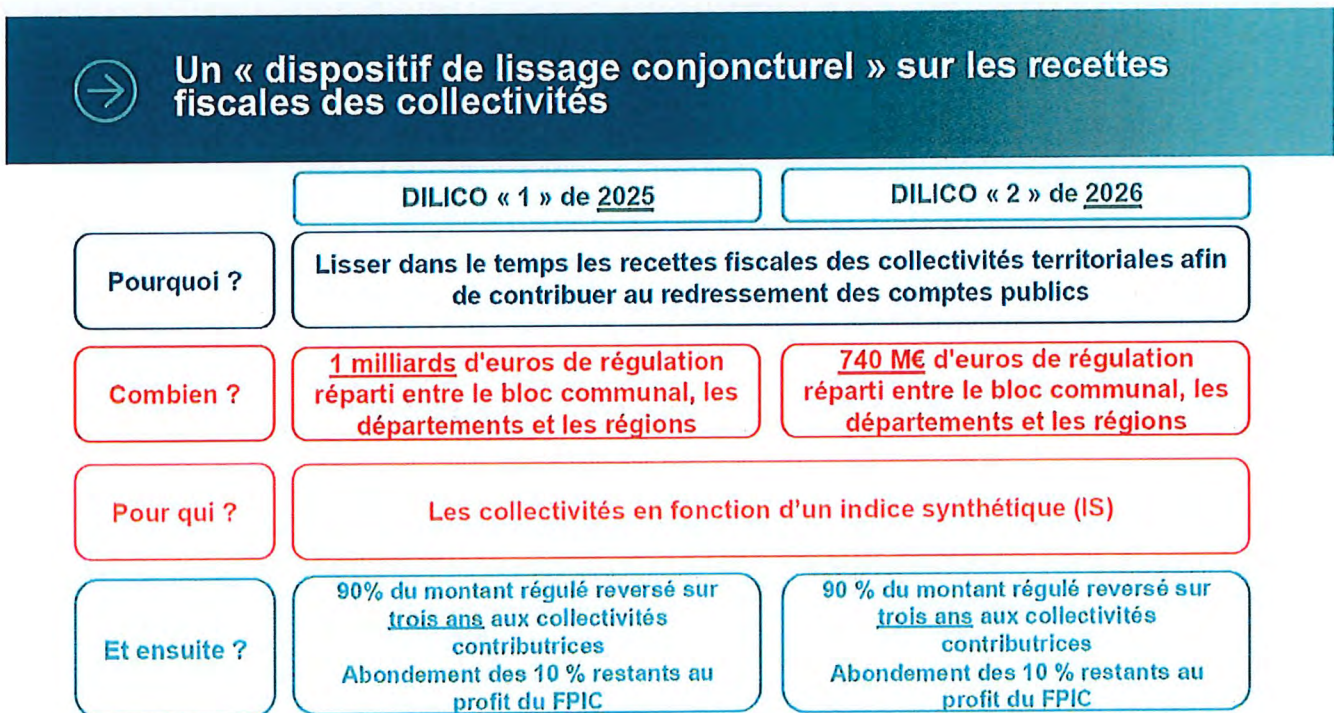 Un « dispositif de lissage conjoncturel » sur les recettes
fiscales des collectivités
DILICO « 1 » de 2025
DILICO « 2 » de 2026
Pourquoi ?
Lisser dans le temps les recettes fiscales des collectivités territoriales afin
de contribuer au redressement des comptes publics
Combien ?
1 milliards d'euros de régulation
réparti entre le bloc communal, les
départements et les régions
740 M€ d'euros de régulation
réparti entre le bloc communal, les
départements et les régions
Pour qui ?
Les collectivités en fonction d'un indice synthétique (IS)
Et ensuite ?
90% du montant régulé reversé sur
trois ans aux collectivités
contributrices
Abondement des 10 % restants au
profit du FPIC
90 % du montant régulé reversé sur
trois ans aux collectivités
contributrices
Abondement des 10 % restants au
profit du FPIC